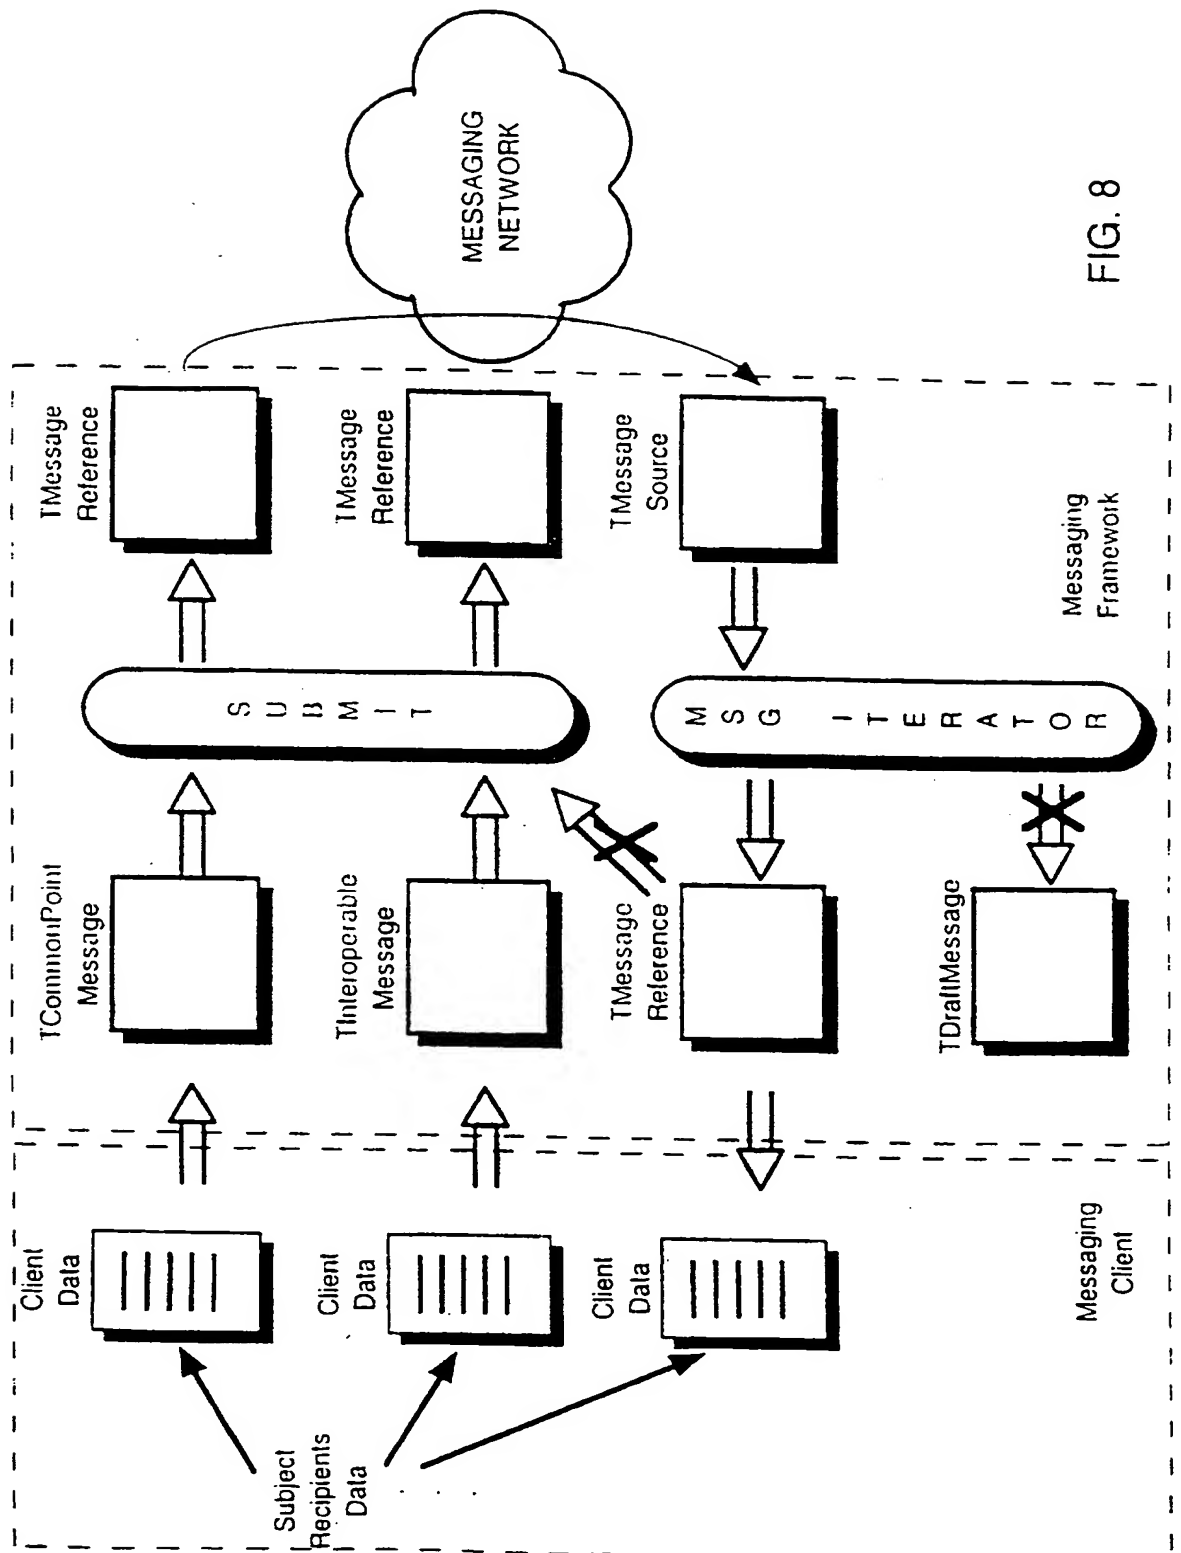 Subject
Recipients
Data
. . .
Client
Data
Client
Data
Client
Data
Messaging
Client
TCommonPoint
Message
TInteroperable
Message
TMessage
Reference
TDraftMessage
SUBMIT
MSG ITERATOR
TMessage
Reference
TMessage
Reference
TMessage
Source
Messaging
Framework
MESSAGING
NETWORK
FIG. 8